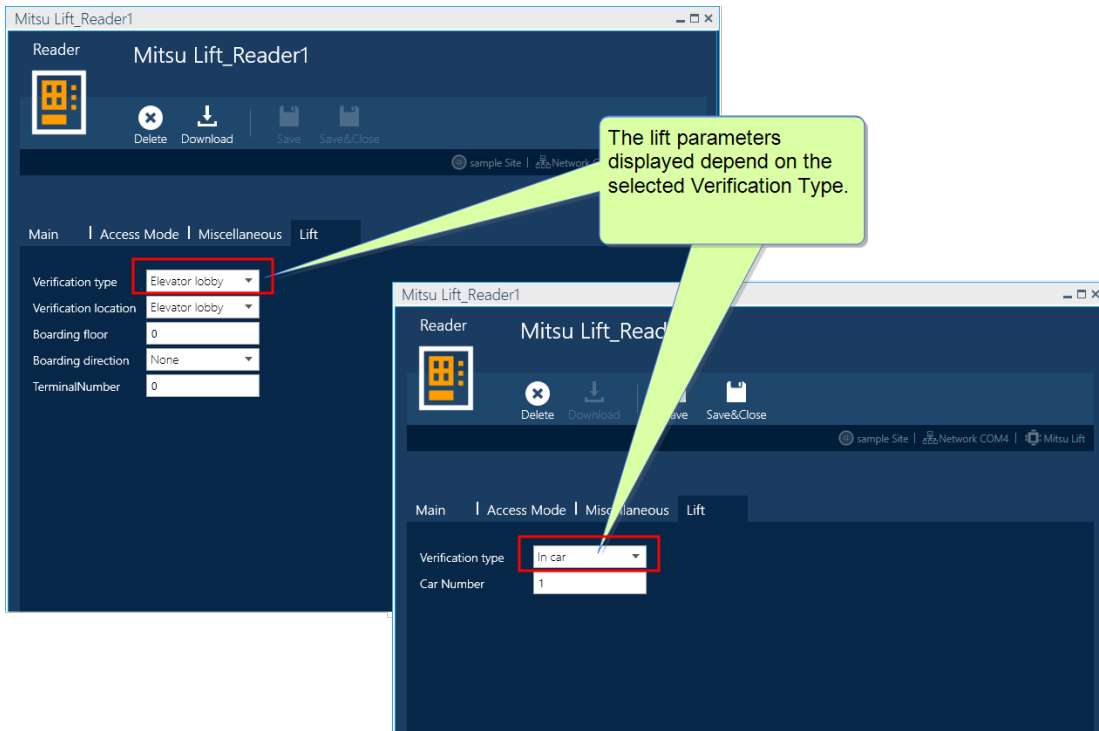 Mitsu Lift_Reader1
Reader
Mitsu Lift_Reader1
Delete Download Save Save&Close
sample Site | Network
Main | Access Mode | Miscellaneous Lift
Verification type Elevator lobby
Verification location Elevator lobby
Boarding floor 0
Boarding direction None
TerminalNumber 0
The lift parameters
displayed depend on the
selected Verification Type.
Mitsu Lift_Reader1
Reader
Mitsu Lift_Read
Delete Download ave Save&Close
sample Site | Network COM4 | Mitsu Lift
Main | Access Mode | Misc llaneous Lift
Verification type In car
Car Number 1